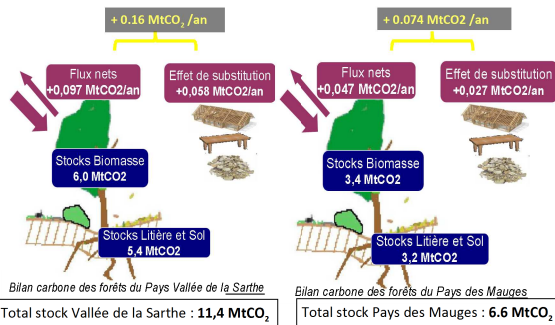 + 0.16 MtCO2 /an
Flux nets
+0,097 MtCO2/an
Effet de substitution
+0,058 MtCO2/an
Stocks Biomasse
6,0 MtCO2
Stocks Litière et Sol
5,4 MtCO2
Bilan carbone des forêts du Pays Vallée de la Sarthe
Total stock Vallée de la Sarthe : 11,4 MtCO₂
+ 0.074 MtCO2 /an
Flux nets
+0,047 MtCO2/an
Effet de substitution
+0,027 MtCO2/an
Stocks Biomasse
3,4 MtCO2
Stocks Litière et Sol
3,2 MtCO2
Bilan carbone des forêts du Pays des Mauges
Total stock Pays des Mauges : 6.6 MtCO₂